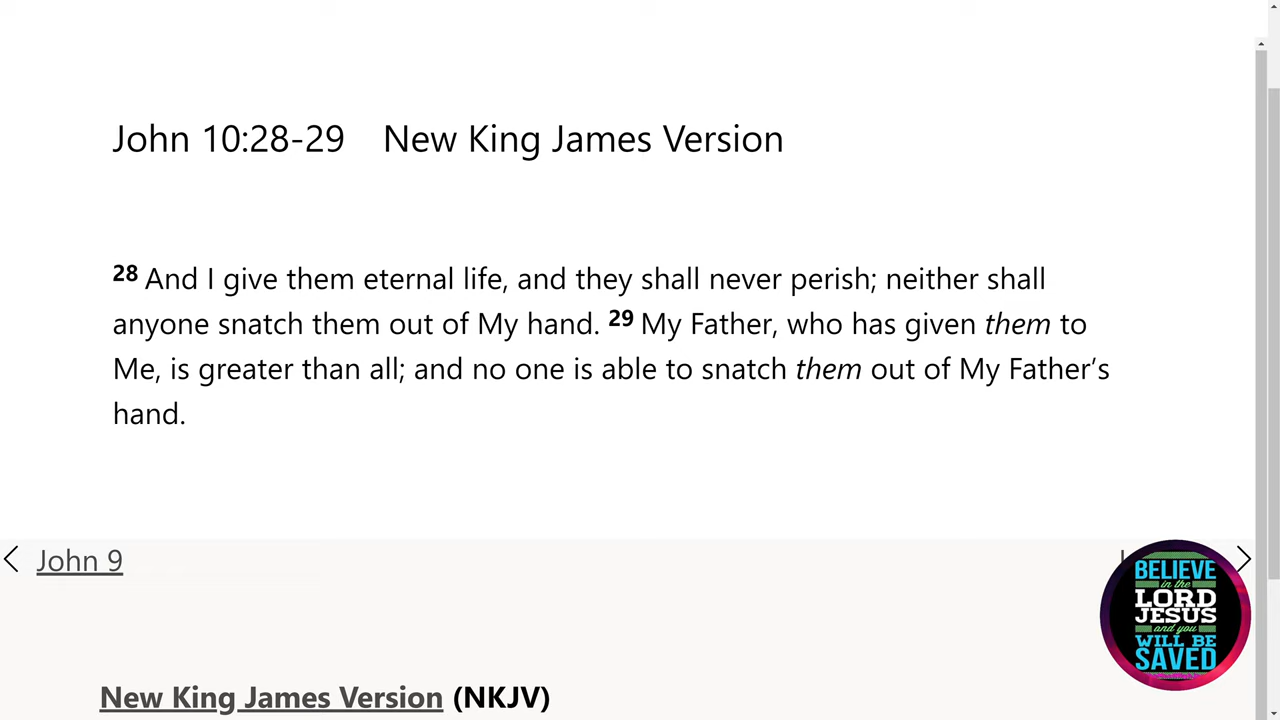 John 10:28-29 New King James Version
28 And I give them eternal life, and they shall never perish; neither shall
anyone snatch them out of My hand. 29 My Father, who has given them to
Me, is greater than all; and no one is able to snatch them out of My Father’s
hand.
John 9
BELIEVE
in the
LORD
JESUS
and you
WILL BE
SAVED
New King James Version (NKJV)